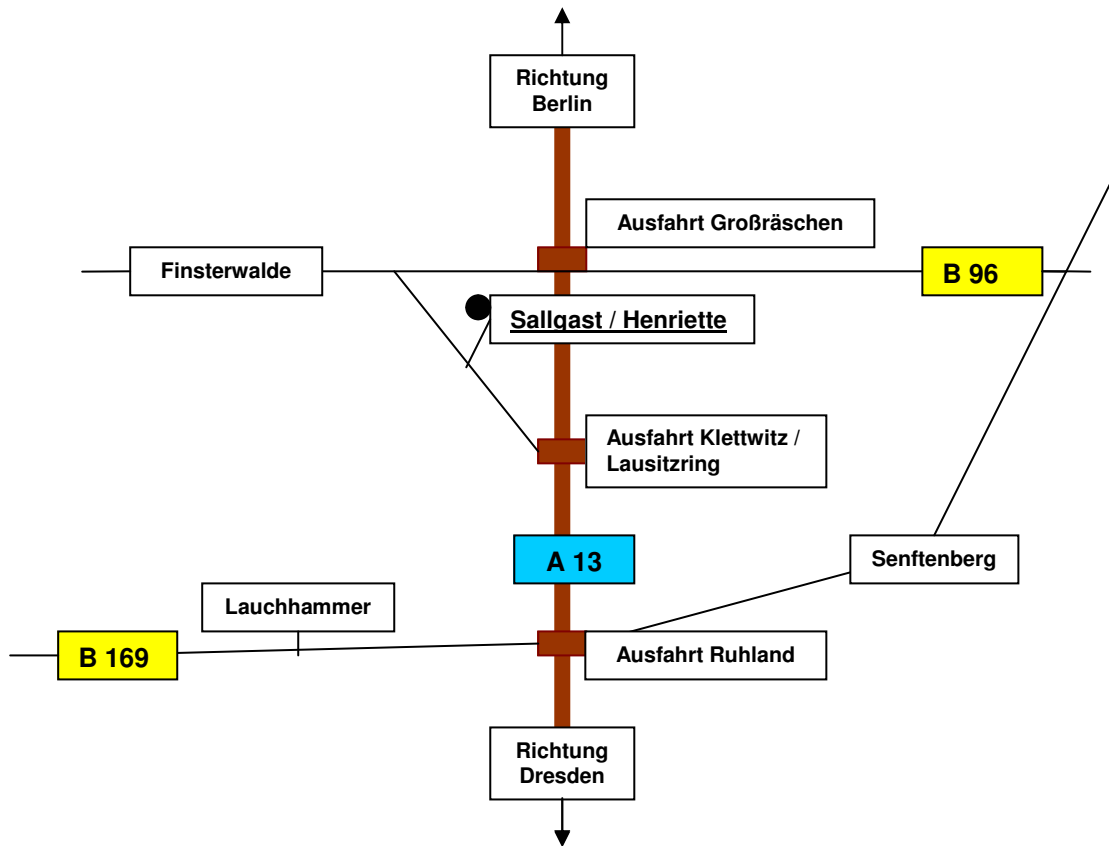 Richtung
Berlin
Ausfahrt Großräschen
Finsterwalde
B 96
Sallgast / Henriette
Ausfahrt Klettwitz /
Lausitzring
A 13
Senftenberg
Lauchhammer
B 169
Ausfahrt Ruhland
Richtung
Dresden